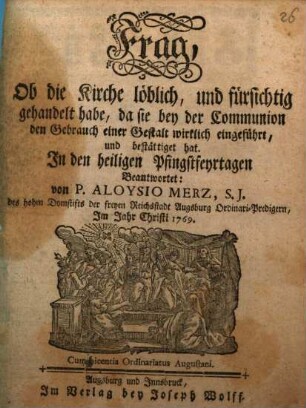 26
Frag,
Ob die Kirche löblich, und fürsichtig
gehandelt habe, da sie bey der Communion
den Gebrauch einer Gestalt wirklich eingeführt,
und bestättiget hat.
In den heiligen Pfingstfeyrtagen
Beantwortet:
von P. ALOYSIO MERZ, S. J.
des hohen Domstifts der freyen Reichsstadt Augsburg Ordinari-Predigern,
Im Jahr Christi 1769.
Cum licentia Ordinariatus Augustani.
Augsburg und Innsbruck,
Im Verlag bey Joseph Wolff.